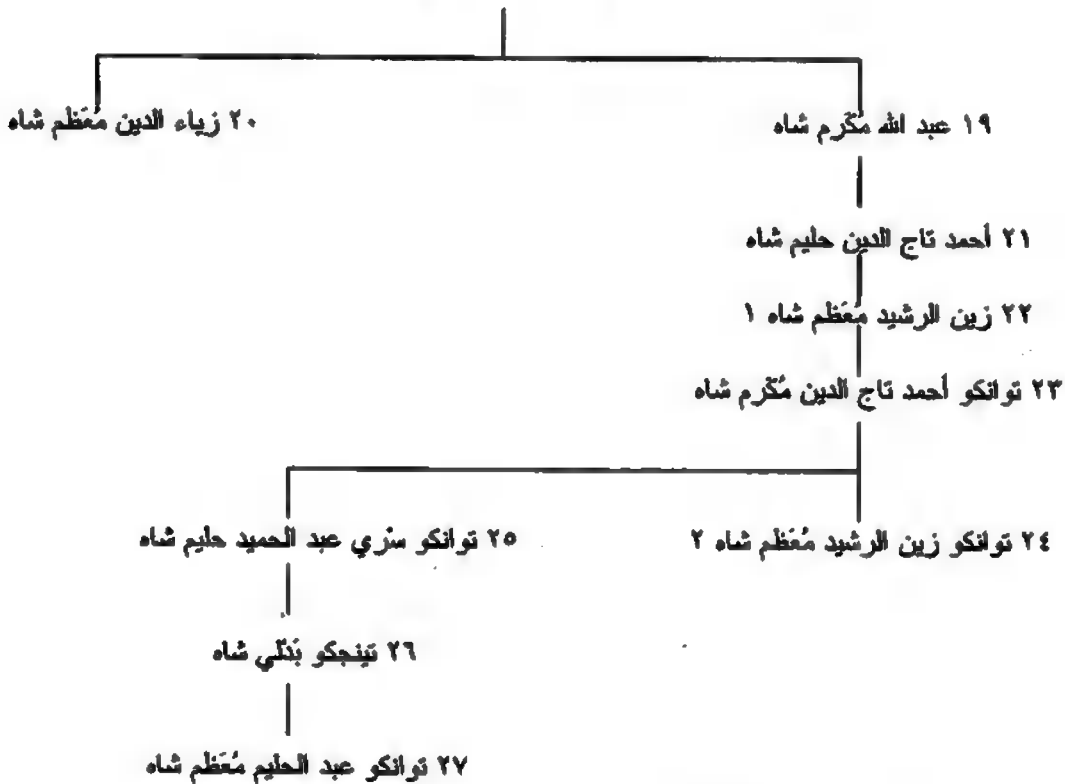 ١٩ عبد الله مُكَرم شاه
٢٠ زياء الدين مُعَظم شاه
٢١ أحمد تاج الدين حليم شاه
٢٢ زين الرشيد مُعَظم شاه ١
٢٣ توانكو أحمد تاج الدين مُكَرم شاه
٢٤ توانكو زين الرشيد مُعَظم شاه ٢
٢٥ توانكو سْري عبد الحميد حليم شاه
٢٦ تينجكو بَدلي شاه
٢٧ توانكو عبد الحليم مُعَظم شاه